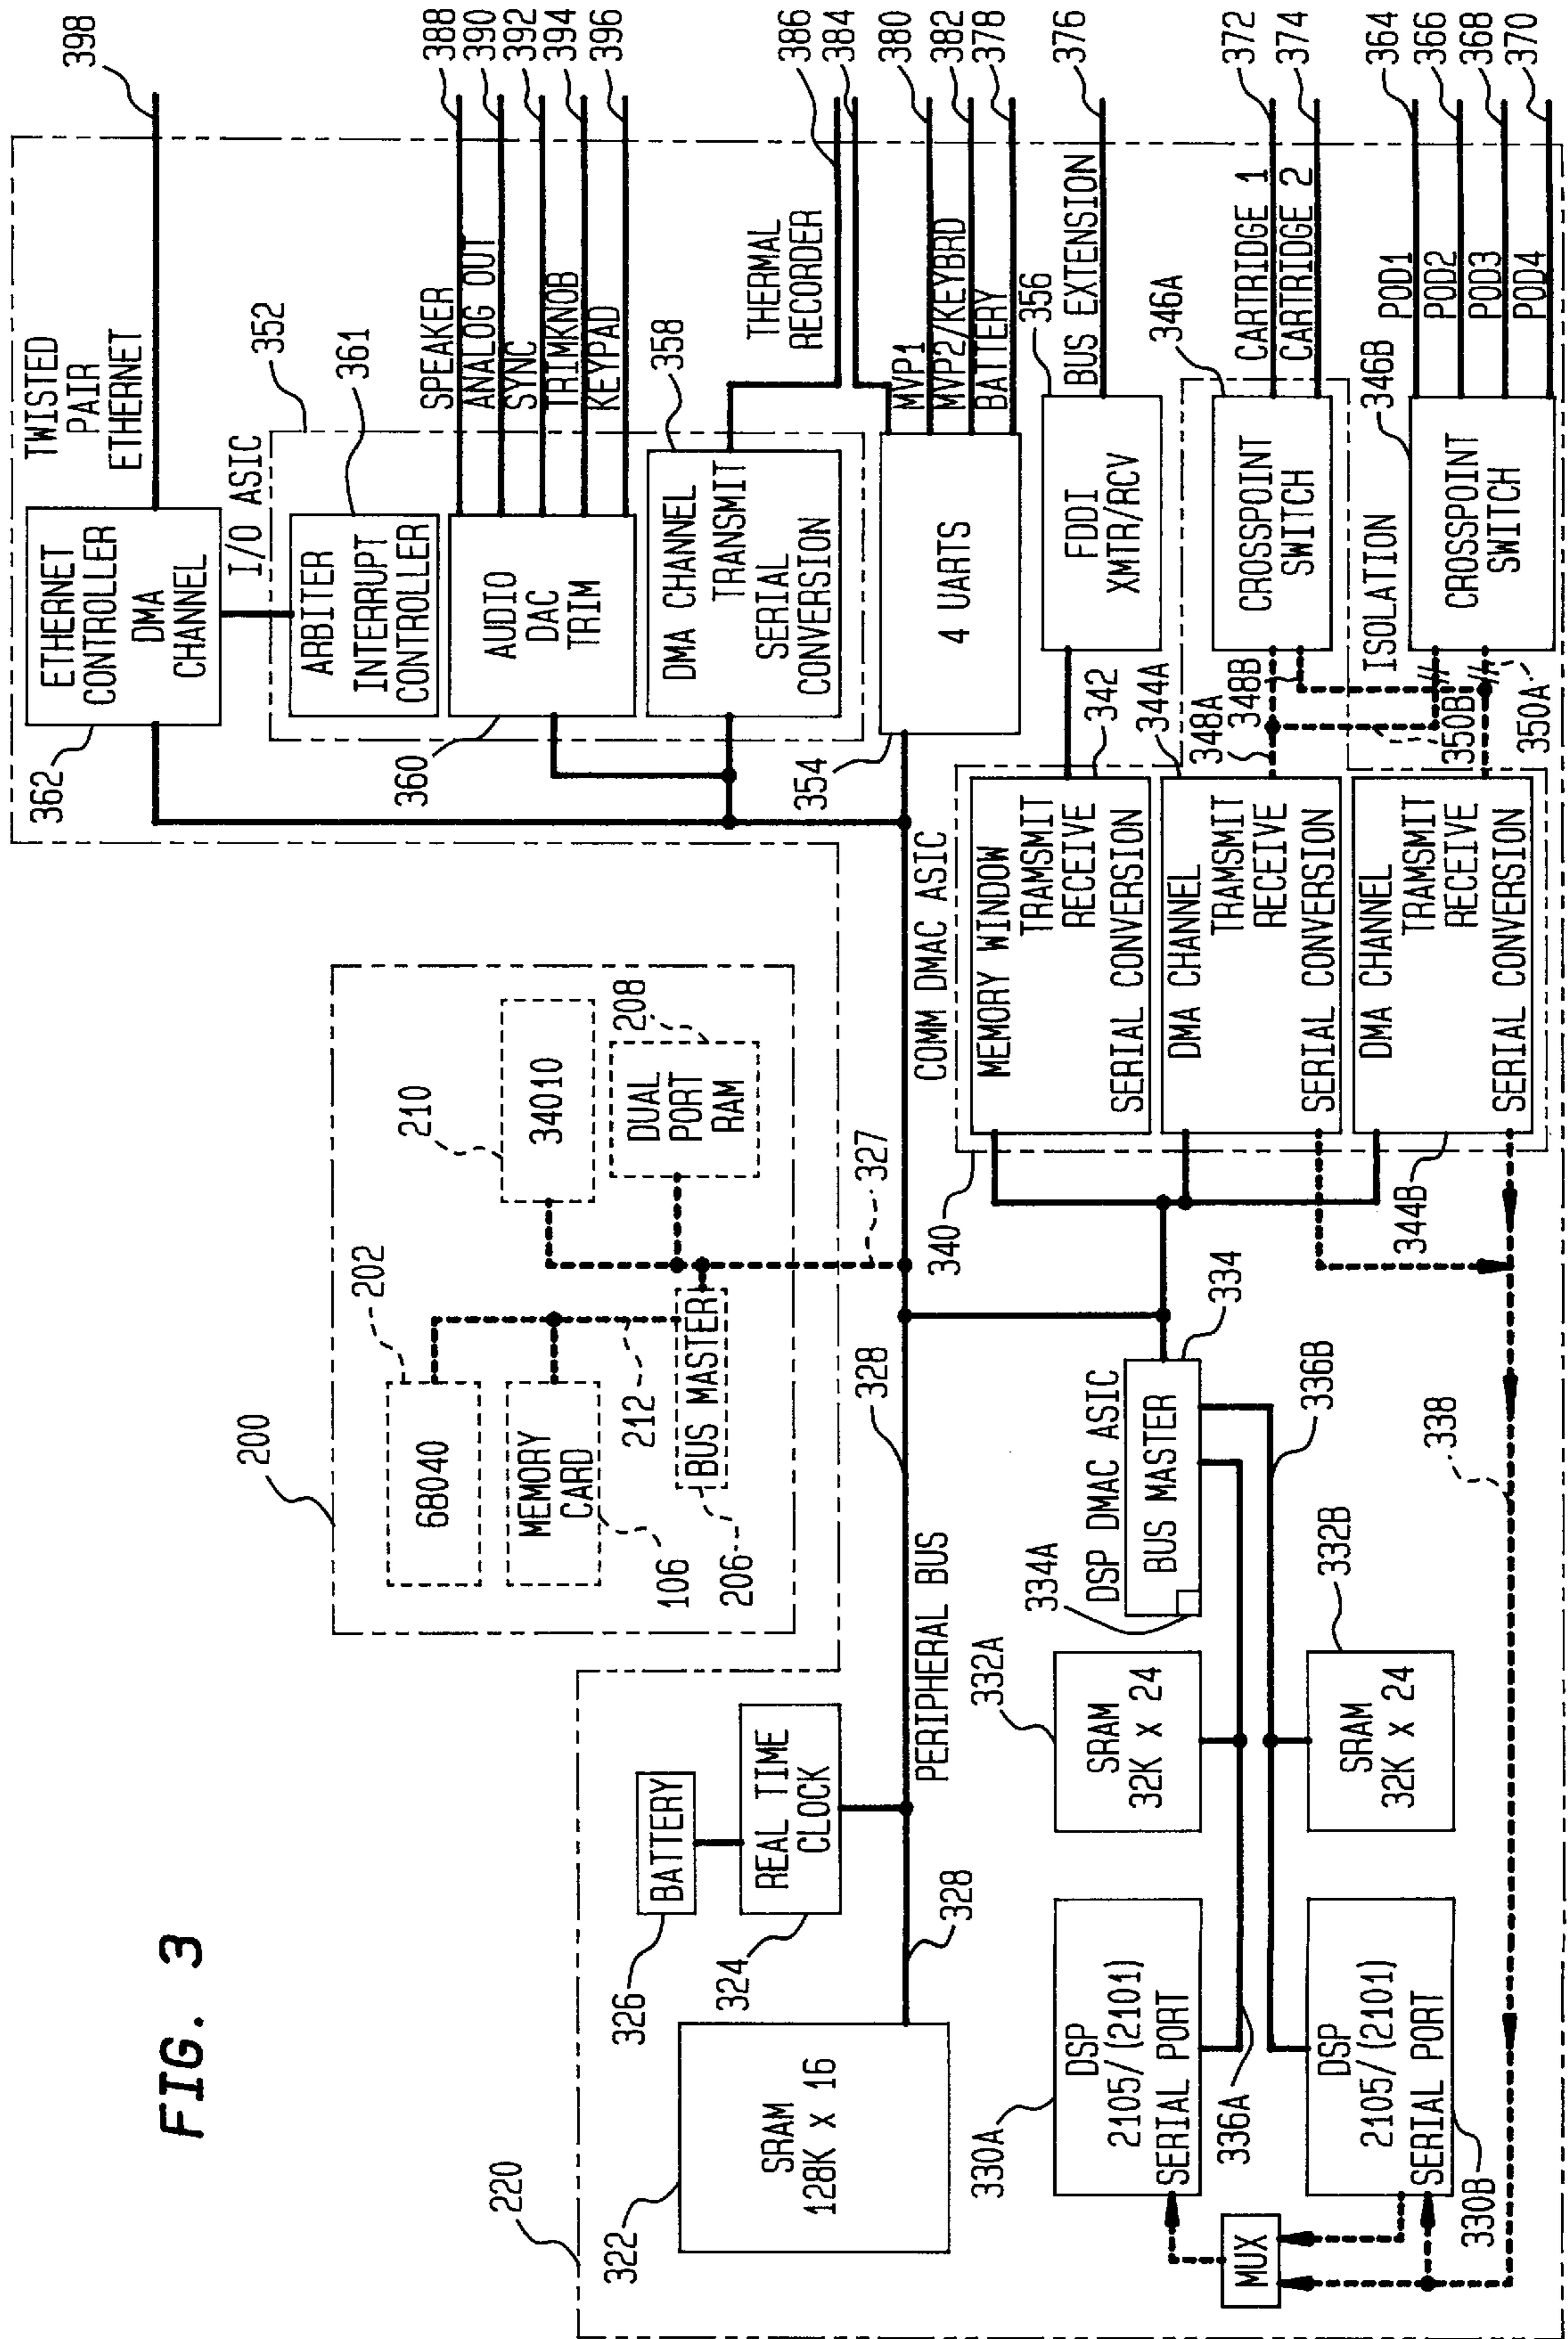 FIG. 3
220
322
SRAM
128K X 16
326
BATTERY
324
REAL TIME
CLOCK
328
PERIPHERAL BUS
328
200
202
68040
MEMORY
CARD
106
212
BUS MASTER
206
210
34010
208
DUAL
PORT
RAM
327
330A
DSP
2105/(2101)
SERIAL PORT
336A
332A
SRAM
32K X 24
MUX
DSP
2105/(2101)
SERIAL PORT
330B
332B
SRAM
32K X 24
334A
DSP DMAC ASIC
BUS MASTER
334
336B
338
340
COMM DMAC ASIC
MEMORY WINDOW
TRAMSMIT
RECEIVE
SERIAL CONVERSION
342
DMA CHANNEL
TRAMSMIT
RECEIVE
SERIAL CONVERSION
344A
DMA CHANNEL
TRAMSMIT
RECEIVE
SERIAL CONVERSION
344B
348A
348B
350B
350A
ISOLATION
362
ETHERNET
CONTROLLER
DMA
CHANNEL
TWISTED
PAIR
ETHERNET
398
I/O ASIC
352
ARBITER
INTERRUPT
CONTROLLER
361
360
AUDIO
DAC
TRIM
SPEAKER
ANALOG OUT
SYNC
TRIMKNOB
KEYPAD
388
390
392
394
396
DMA CHANNEL
TRANSMIT
SERIAL
CONVERSION
358
THERMAL
RECORDER
386
384
354
4 UARTS
MVP1
MVP2/KEYBRD
BATTERY
380
382
378
FDDI
XMTR/RCV
356
BUS EXTENSION
376
CROSSPOINT
SWITCH
346A
CARTRIDGE 1
CARTRIDGE 2
372
374
CROSSPOINT
SWITCH
346B
POD1
POD2
POD3
POD4
364
366
368
370